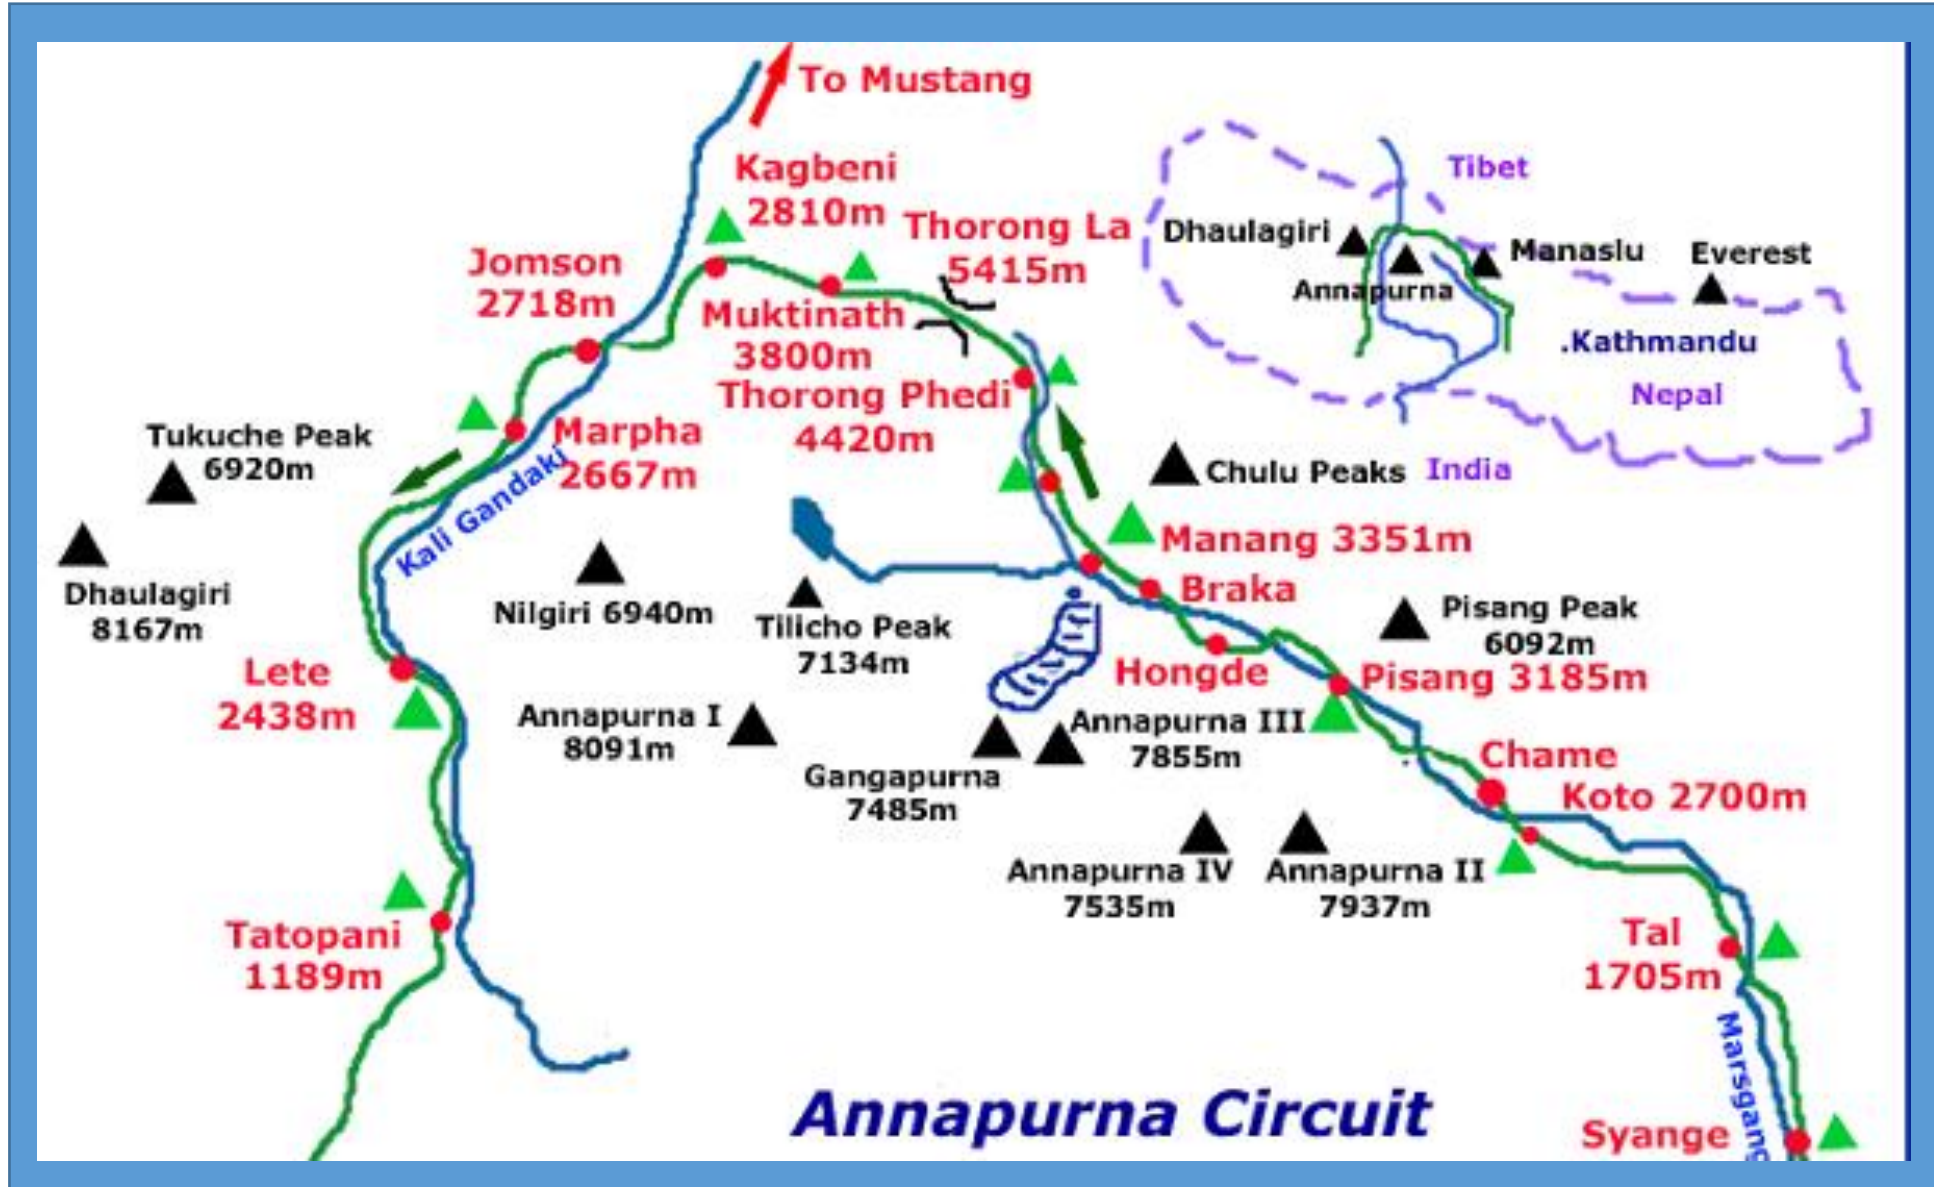 To Mustang
Kagbeni
2810m
Thorong La
5415m
Jomson
2718m
Muktinath
3800m
Thorong Phedi
4420m
Tibet
Dhaulagiri
Manaslu
Everest
Annapurna
.Kathmandu
Nepal
India
Tukuche Peak
6920m
Marpha
2667m
Kali Gandaki
Chulu Peaks
Manang 3351m
Dhaulagiri
8167m
Nilgiri 6940m
Tilicho Peak
7134m
Braka
Pisang Peak
6092m
Hongde
Pisang 3185m
Lete
2438m
Annapurna I
8091m
Gangapurna
7485m
Annapurna III
7855m
Chame
Koto 2700m
Annapurna IV
7535m
Annapurna II
7937m
Tatopani
1189m
Tal
1705m
Marsgang
Annapurna Circuit
Syange